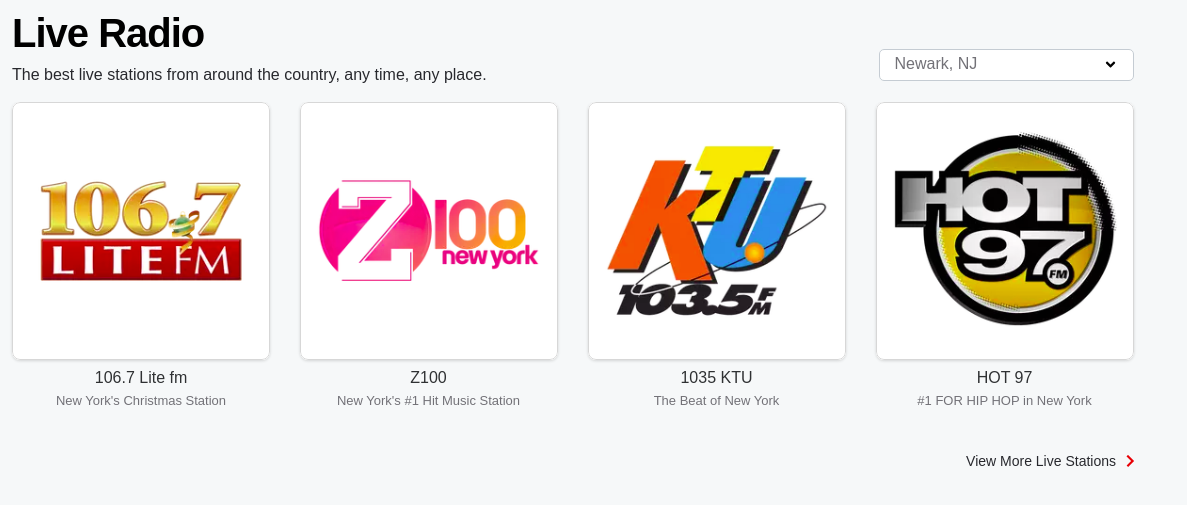 Live Radio
The best live stations from around the country, any time, any place.
Newark, NJ
106.7
LITE FM
Z100
new york
KTU
103.5 FM
HOT
97
FM
106.7 Lite fm
Z100
1035 KTU
HOT 97
New York's Christmas Station
New York's #1 Hit Music Station
The Beat of New York
#1 FOR HIP HOP in New York
View More Live Stations